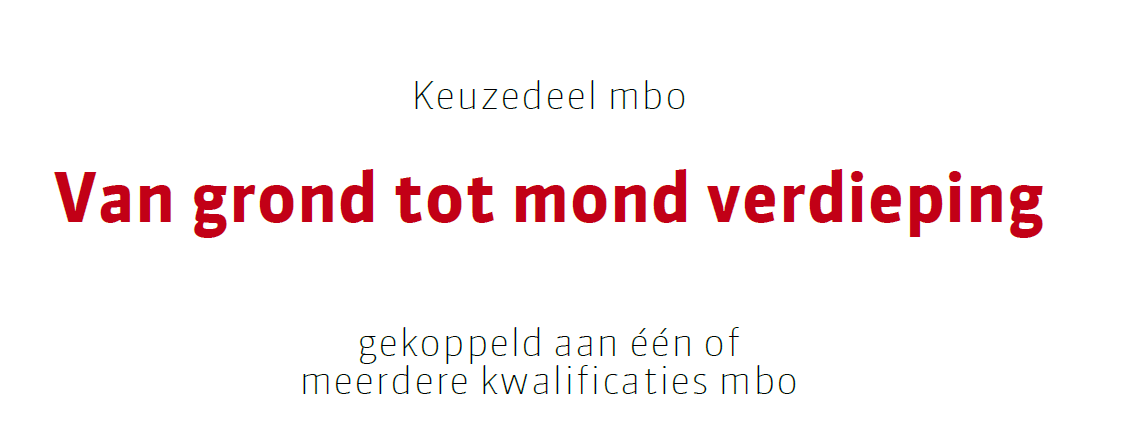 Keuzedeel mbo
Van grond tot mond verdieping
gekoppeld aan één of
meerdere kwalificaties mbo